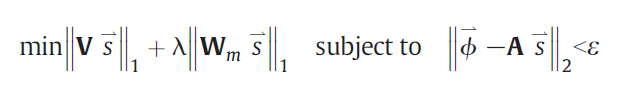 min‖𝐕 s⃗‖₁ + λ‖𝐖ₘ s⃗‖₁ subject to ‖ϕ⃗ −𝐀 s⃗‖₂<ε